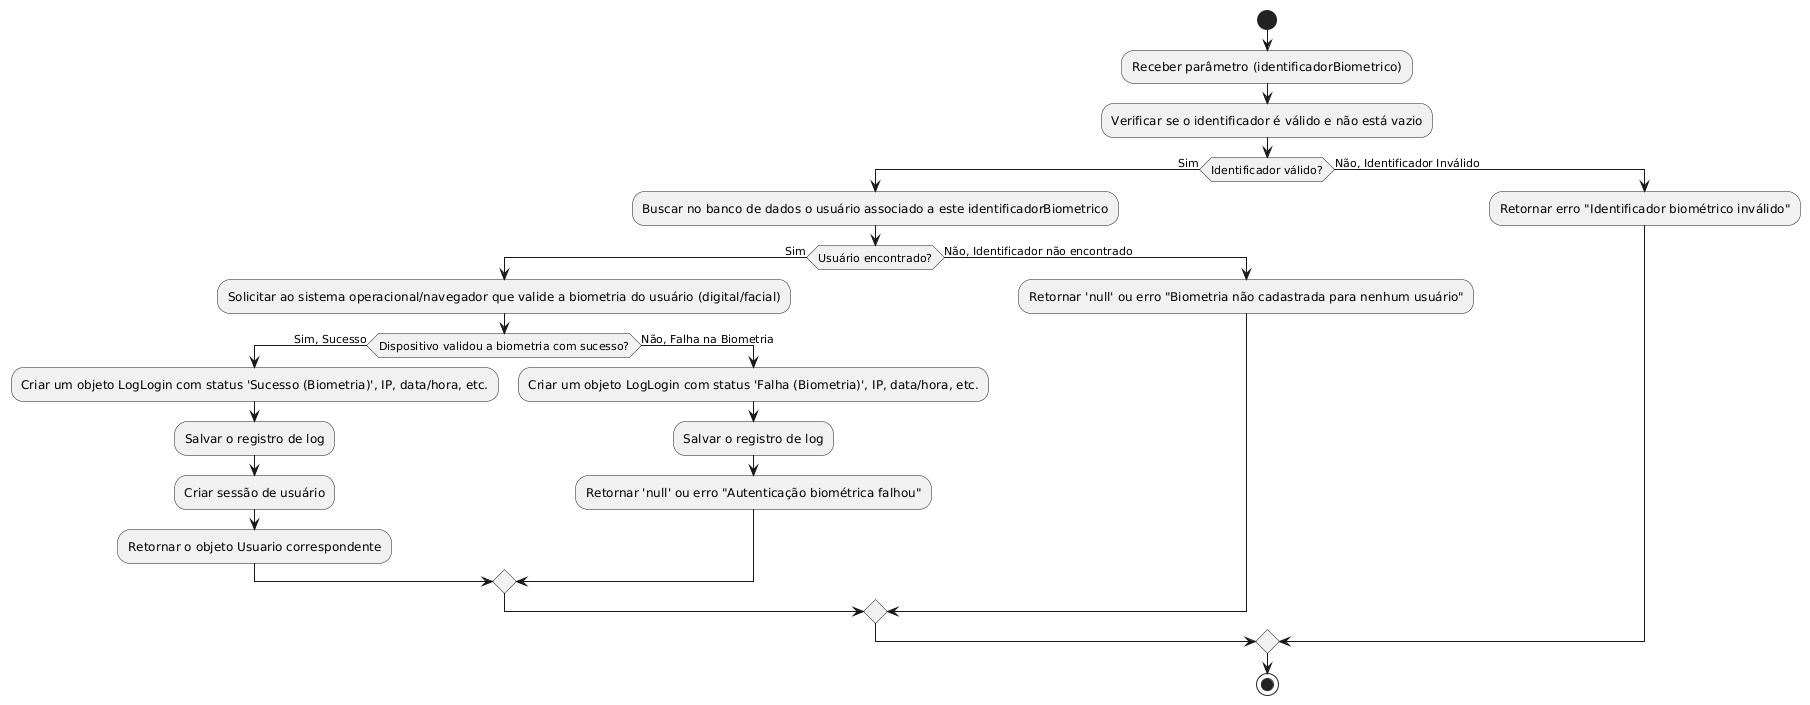 Receber parâmetro (identificadorBiometrico)
Verificar se o identificador é válido e não está vazio
Sim
Identificador válido?
Não, Identificador Inválido
Buscar no banco de dados o usuário associado a este identificadorBiometrico
Retornar erro "Identificador biométrico inválido"
Sim
Usuário encontrado?
Não, Identificador não encontrado
Solicitar ao sistema operacional/navegador que valide a biometria do usuário (digital/facial)
Retornar 'null' ou erro "Biometria não cadastrada para nenhum usuário"
Sim, Sucesso
Dispositivo validou a biometria com sucesso?
Não, Falha na Biometria
Criar um objeto LogLogin com status 'Sucesso (Biometria)', IP, data/hora, etc.
Criar um objeto LogLogin com status 'Falha (Biometria)', IP, data/hora, etc.
Salvar o registro de log
Salvar o registro de log
Criar sessão de usuário
Retornar 'null' ou erro "Autenticação biométrica falhou"
Retornar o objeto Usuario correspondente